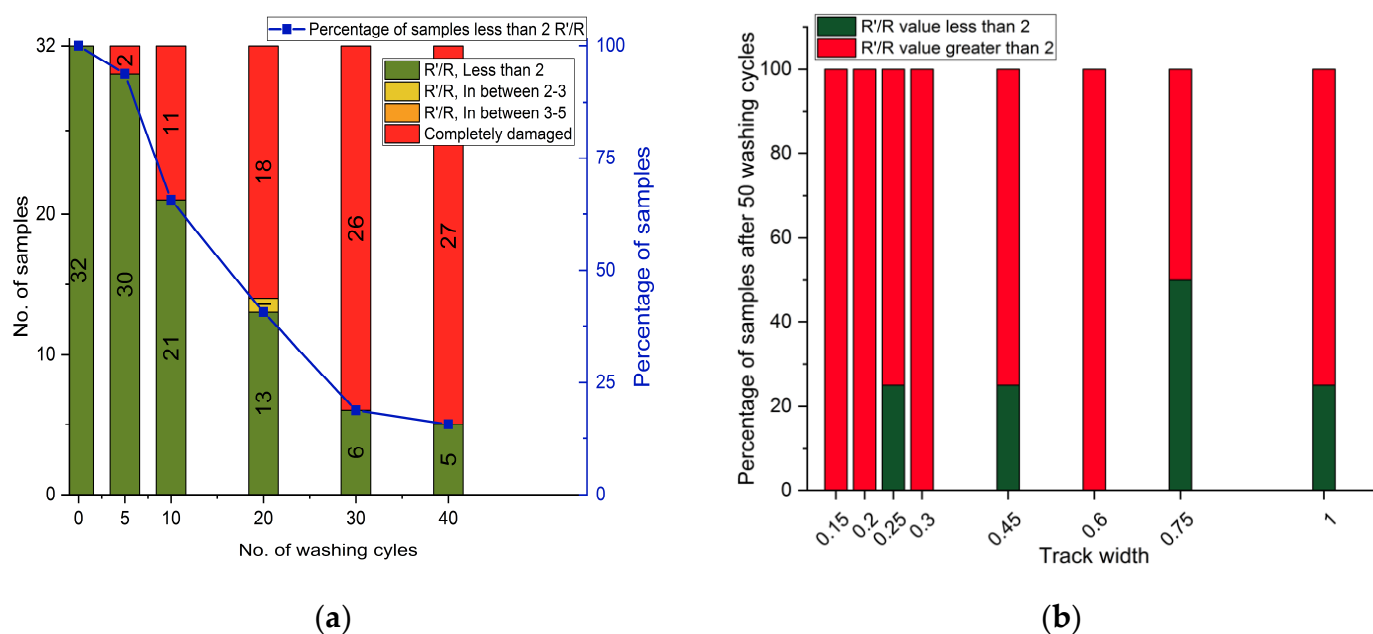 Percentage of samples less than 2 R'/R
R'/R, Less than 2
R'/R, In between 2-3
R'/R, In between 3-5
Completely damaged
No. of samples
32
20
10
0
32
30
2
21
11
13
1
18
6
26
5
27
100
75
50
25
0
Percentage of samples
0
5
10
20
30
40
No. of washing cyles
(a)
R'/R value less than 2
R'/R value greater than 2
Percentage of samples after 50 washing cycles
100
80
60
40
20
0
0.15
0.2
0.25
0.3
0.45
0.6
0.75
1
Track width
(b)